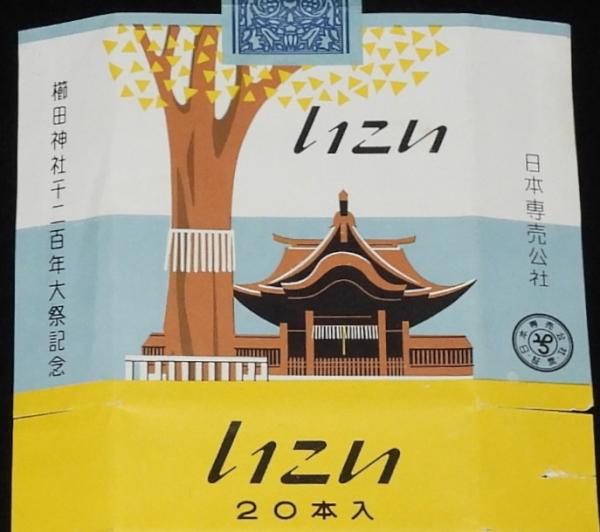 櫛田神社千二百年大祭記念
いこい
日本専売公社
いこい
20本入